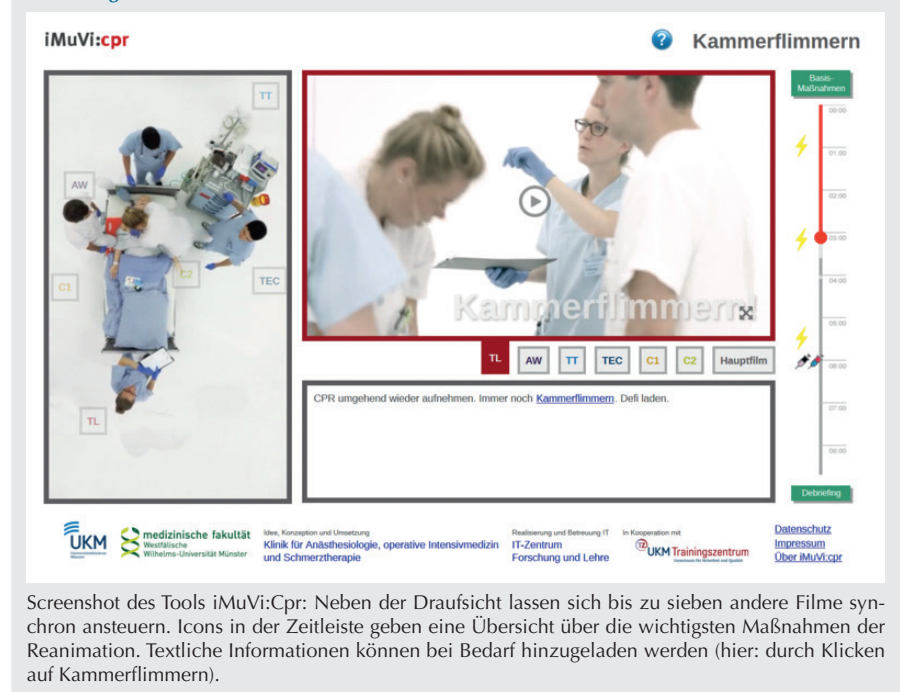 iMuVi:cpr
? Kammerflimmern
TT
AW
C1
C2
TEC
TL
Kammerflimmern!
TL AW TT TEC C1 C2 Hauptfilm
CPR umgehend wieder aufnehmen. Immer noch Kammerflimmern. Defi laden.
Basis-
Maßnahmen
00:00
01:00
02:00
03:00
04:00
05:00
06:00
07:00
08:00
Debriefing
UKM
medizinische fakultät
Westfälische
Wilhelms-Universität Münster
Idee, Konzeption und Umsetzung
Klinik für Anästhesiologie, operative Intensivmedizin
und Schmerztherapie
Realisierung und Betreuung IT
IT-Zentrum
Forschung und Lehre
In Kooperation mit
UKM Trainingszentrum
Datenschutz
Impressum
Über iMuVi:cpr
Screenshot des Tools iMuVi:Cpr: Neben der Draufsicht lassen sich bis zu sieben andere Filme syn-
chron ansteuern. Icons in der Zeitleiste geben eine Übersicht über die wichtigsten Maßnahmen der
Reanimation. Textliche Informationen können bei Bedarf hinzugeladen werden (hier: durch Klicken
auf Kammerflimmern).